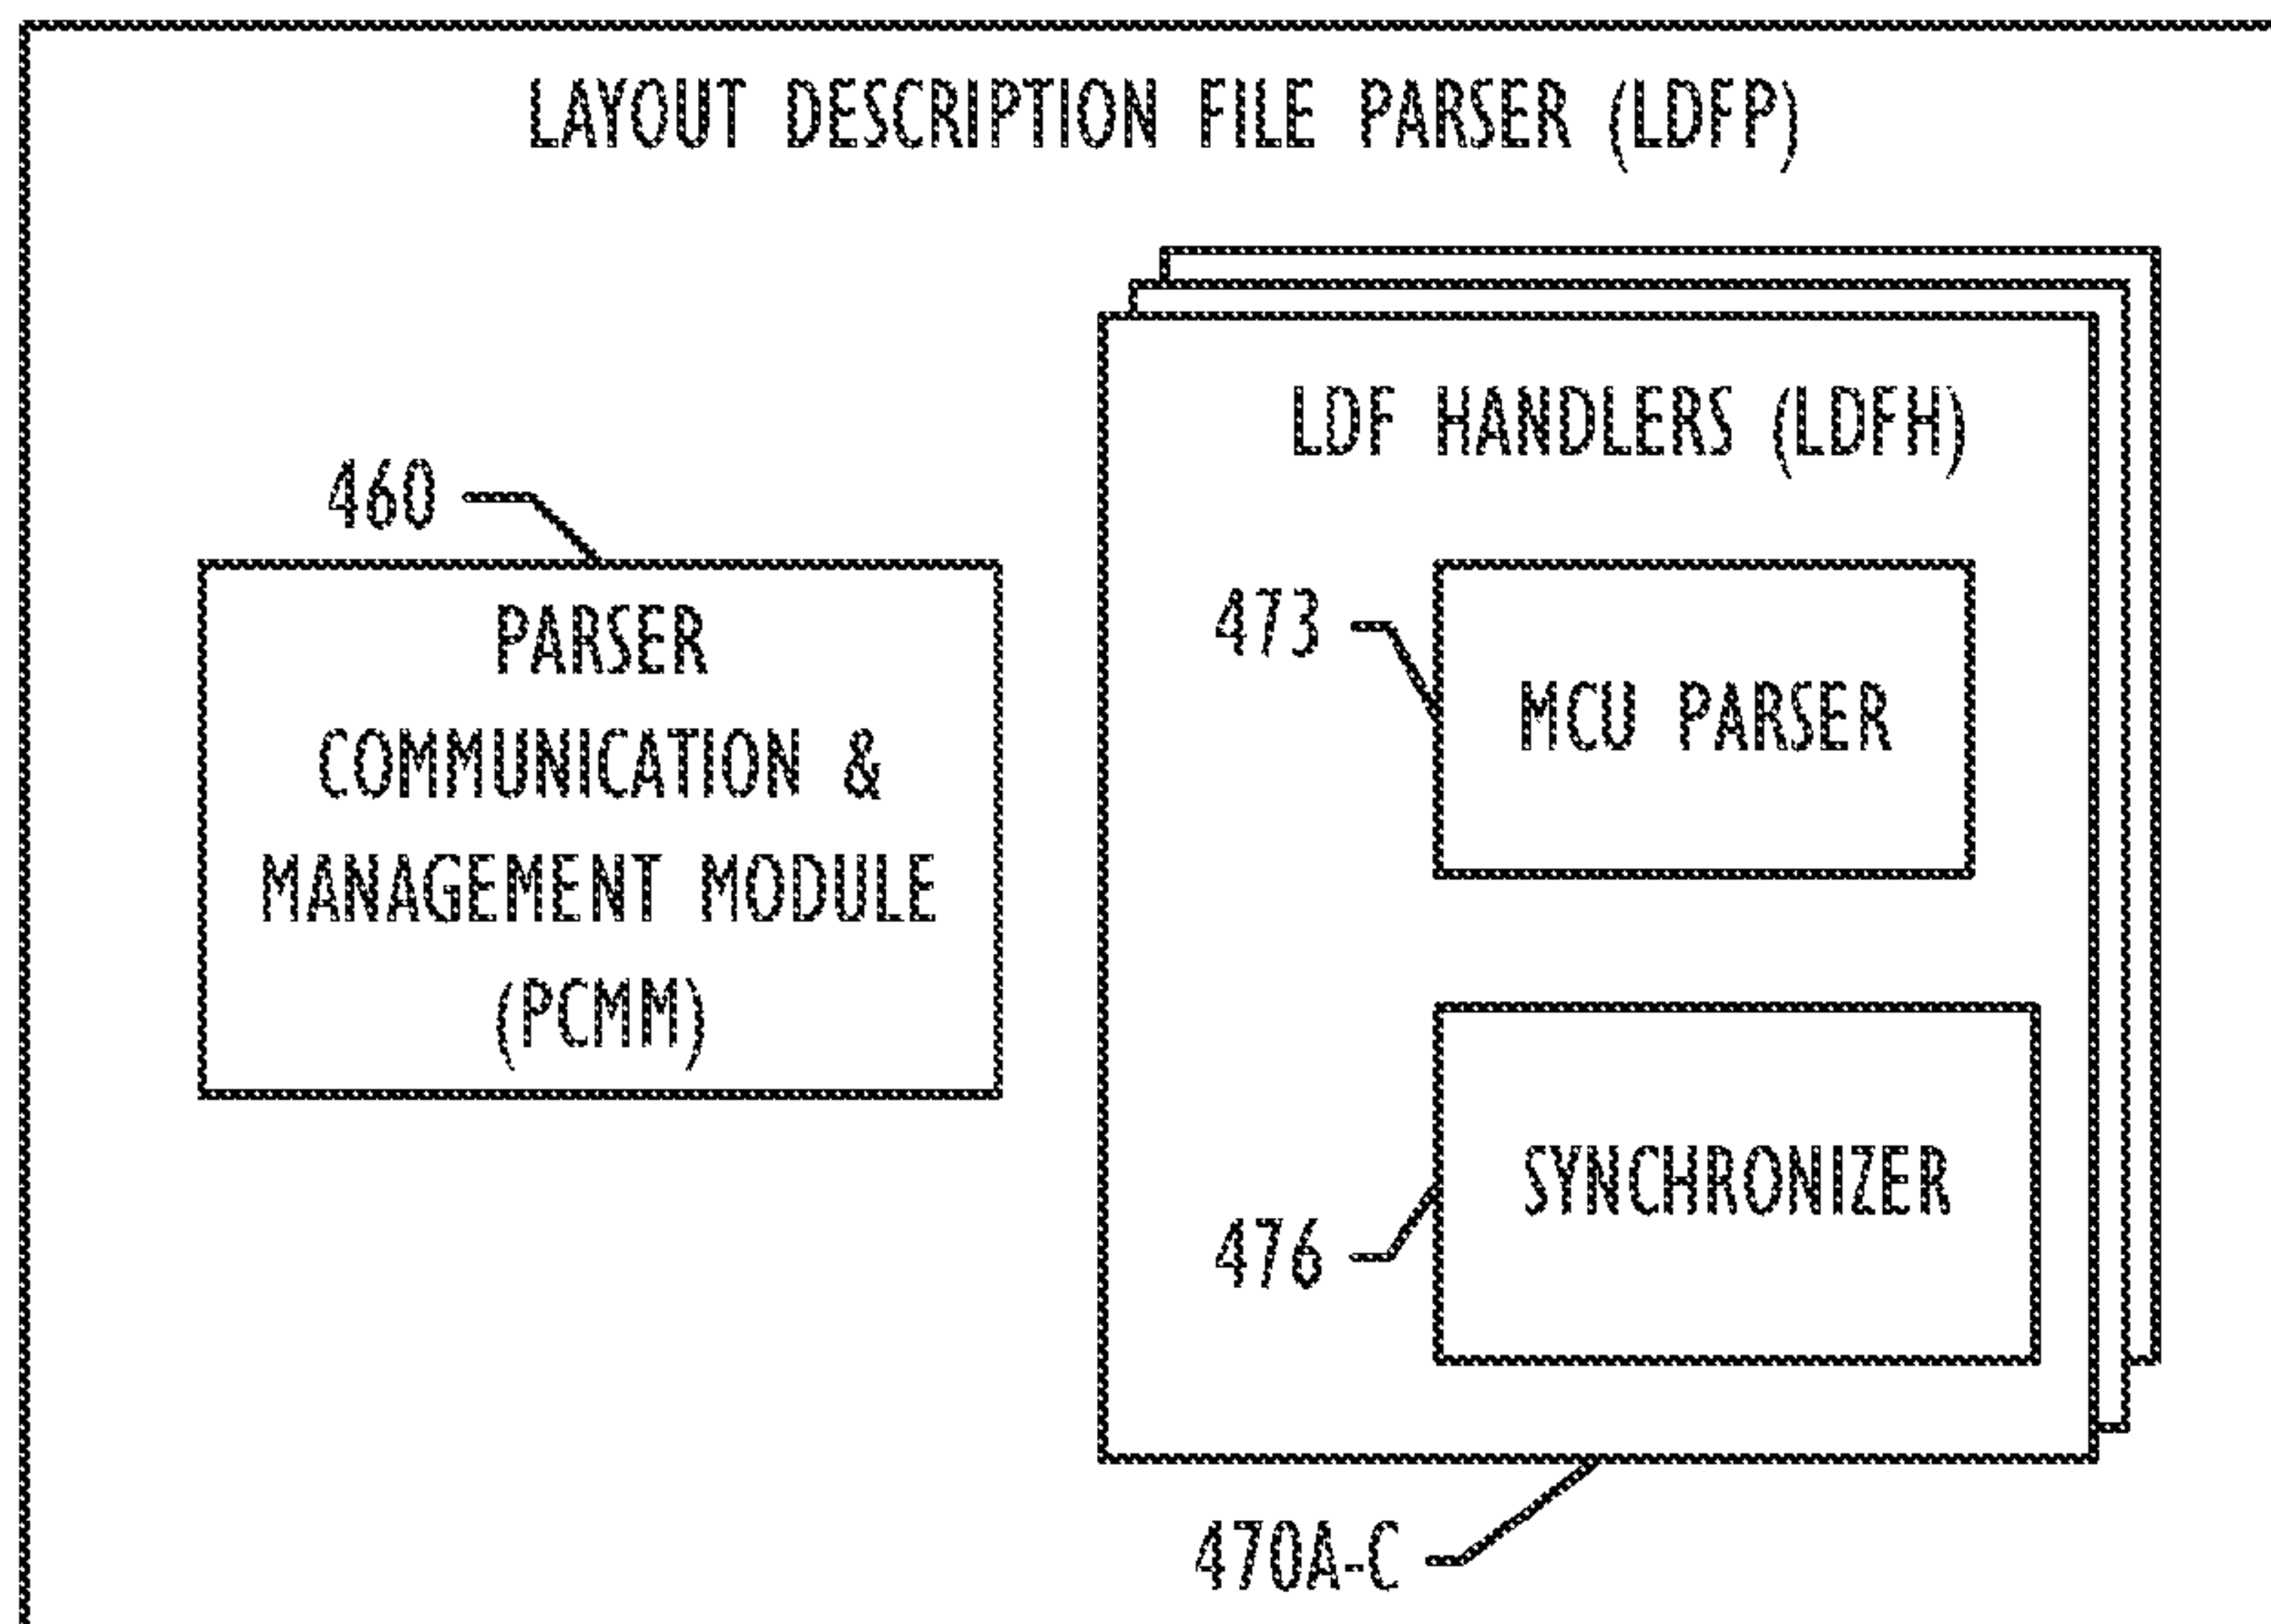 LAYOUT DESCRIPTION FILE PARSER (LDFP)
460
PARSER
COMMUNICATION &
MANAGEMENT MODULE
(PCMM)
LDF HANDLERS (LDFH)
473
MCU PARSER
476
SYNCHRONIZER
470A-C